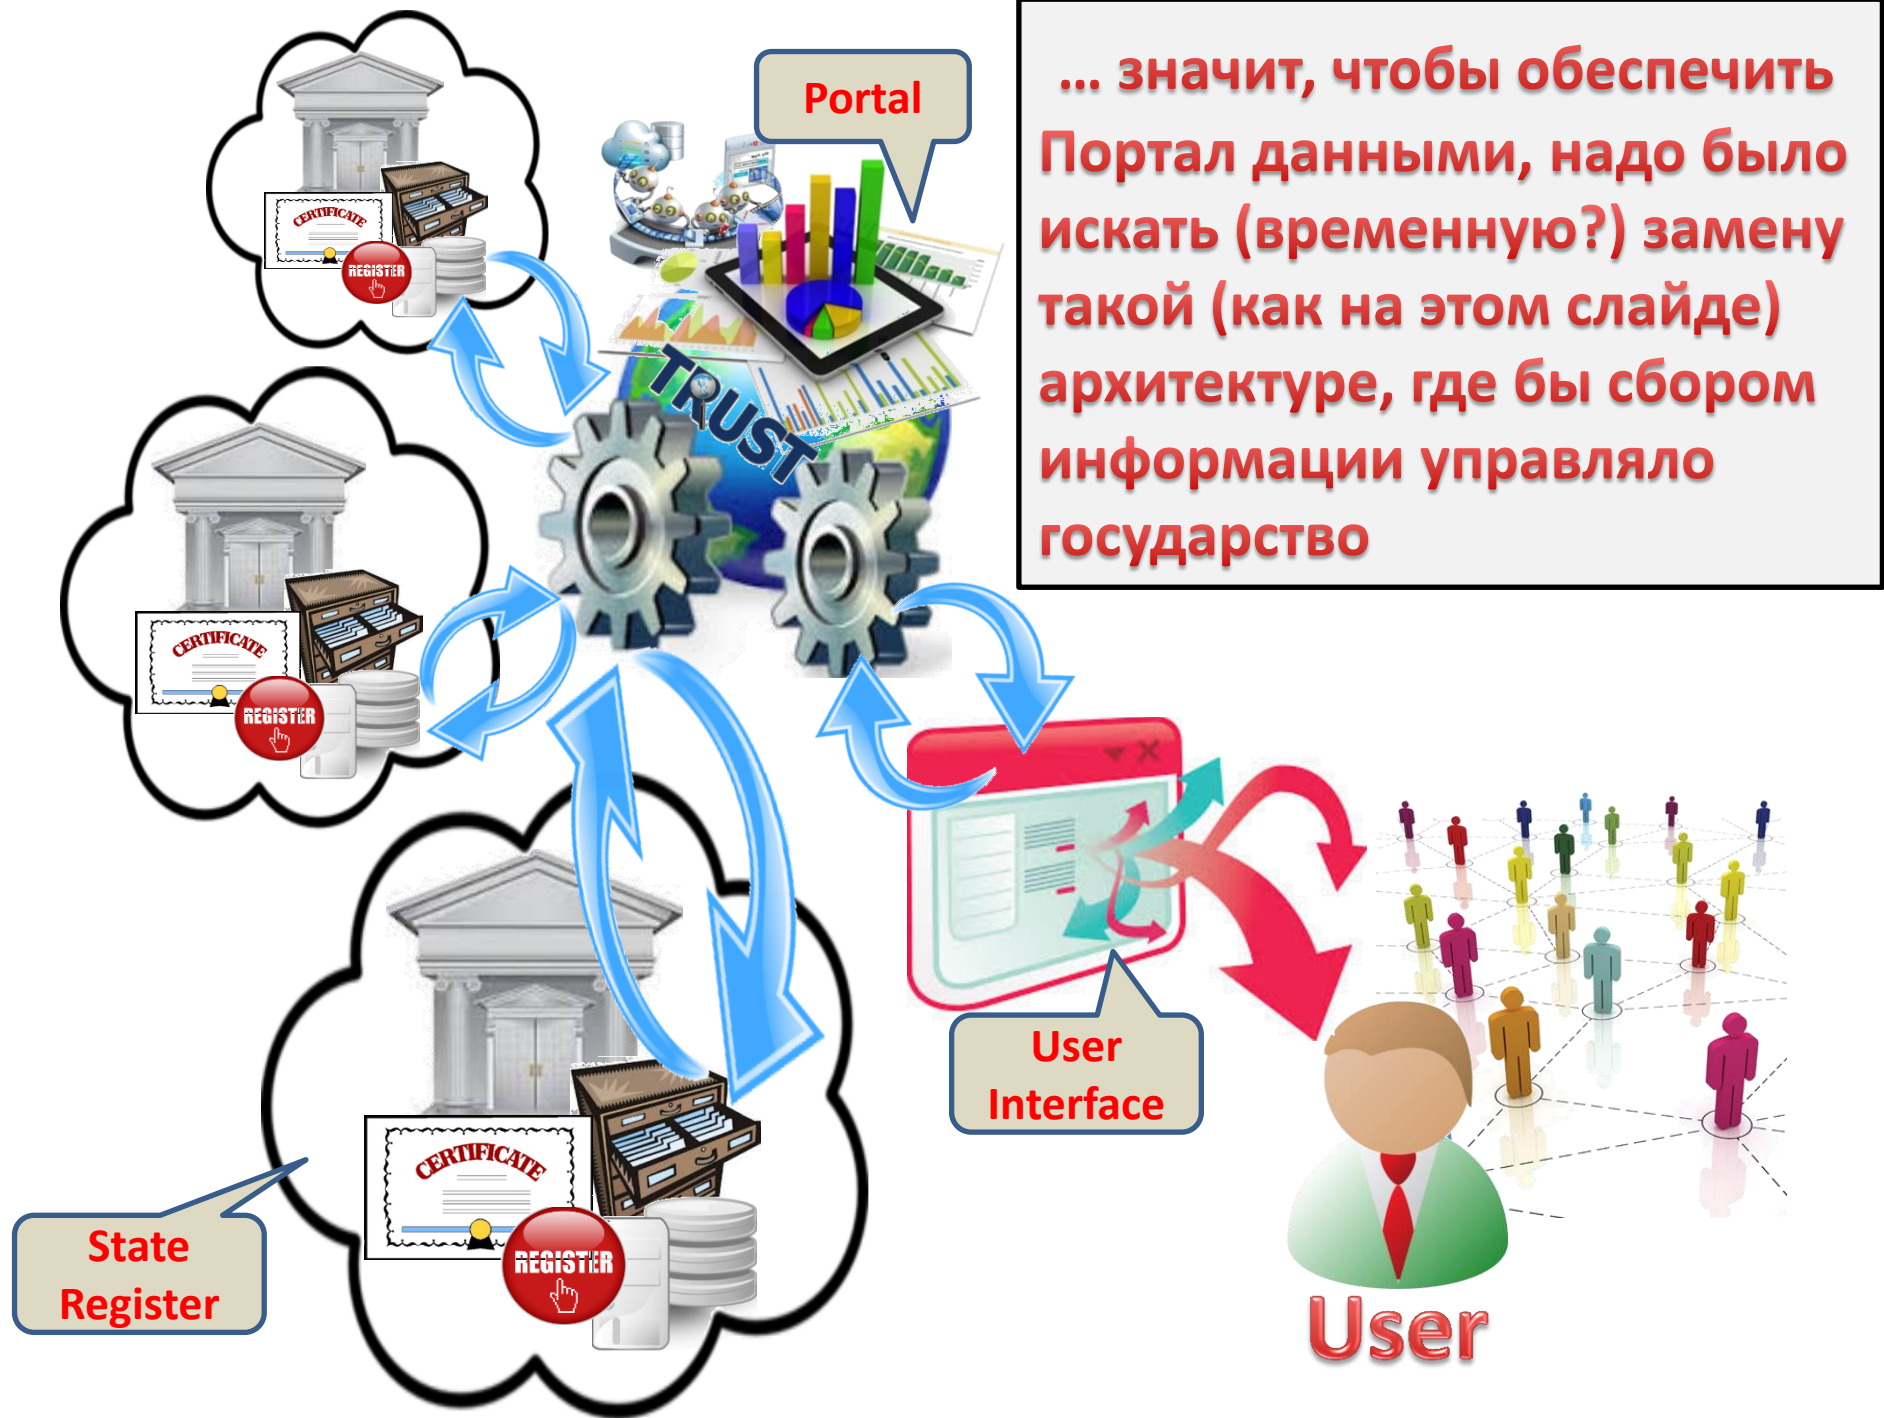 Portal
… значит, чтобы обеспечить
Портал данными, надо было
искать (временную?) замену
такой (как на этом слайде)
архитектуре, где бы сбором
информации управляло
государство
CERTIFICATE
REGISTER
TRUST
CERTIFICATE
REGISTER
CERTIFICATE
REGISTER
User
Interface
State
Register
User